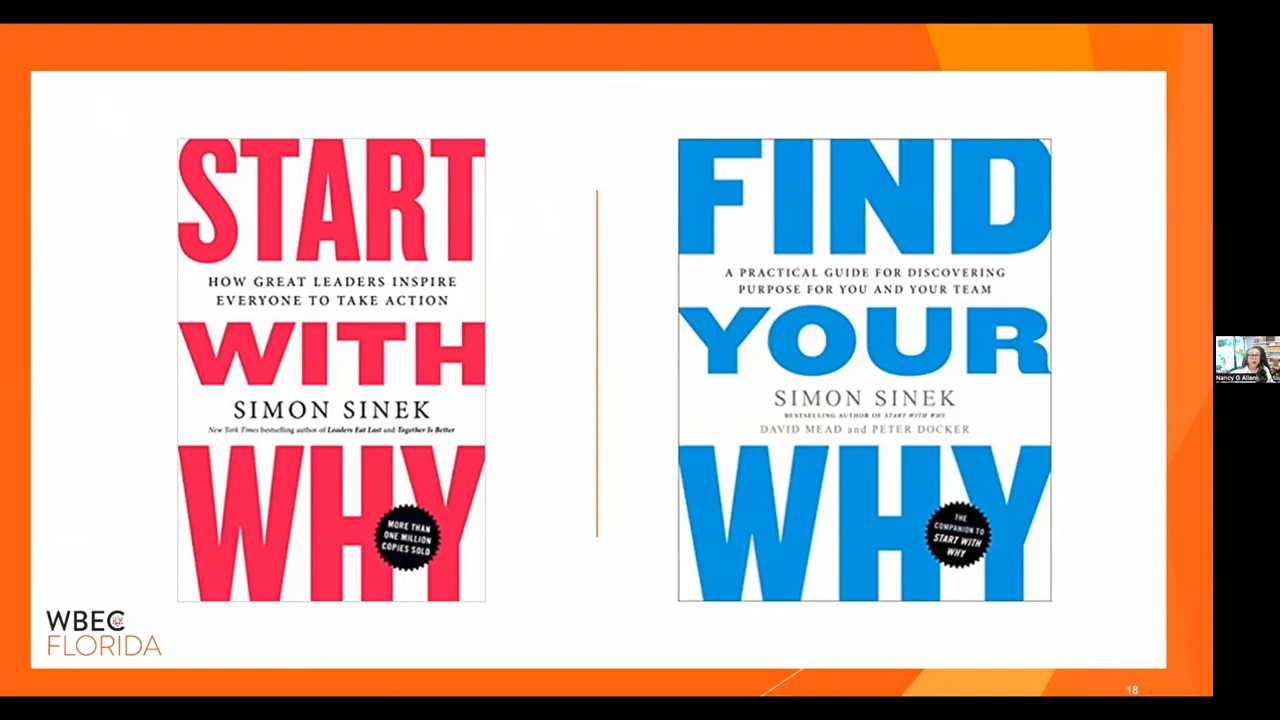 START
HOW GREAT LEADERS INSPIRE
EVERYONE TO TAKE ACTION
WITH
SIMON SINEK
New York Times bestselling author of Leaders Eat Last and Together Is Better
WHY
MORE THAN
ONE MILLION
COPIES SOLD
FIND
A PRACTICAL GUIDE FOR DISCOVERING
PURPOSE FOR YOU AND YOUR TEAM
YOUR
SIMON SINEK
BESTSELLING AUTHOR OF START WITH WHY
DAVID MEAD and PETER DOCKER
WHY
THE
COMPANION TO
START WITH
WHY
WBEC
FLORIDA
18
Nancy G Allen